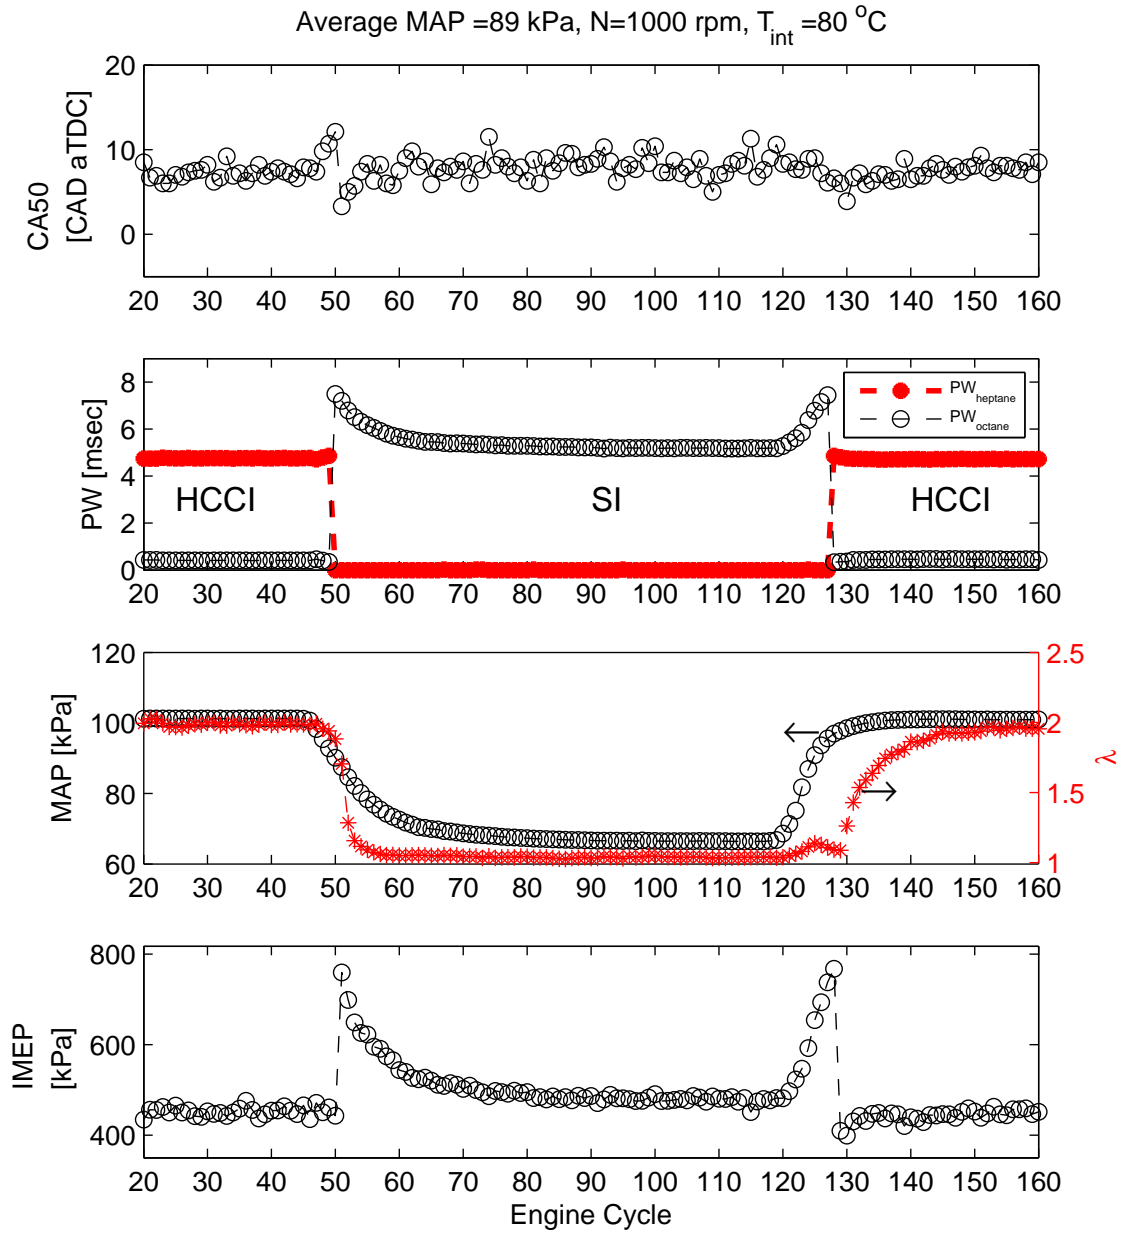 Average MAP =89 kPa, N=1000 rpm, T_int =80 °C
CA50
[CAD aTDC]
20
10
0
20 30 40 50 60 70 80 90 100 110 120 130 140 150 160
PW [msec]
8
6
4
2
0
HCCI SI HCCI
PW_heptane
PW_octane
20 30 40 50 60 70 80 90 100 110 120 130 140 150 160
MAP [kPa]
120
100
80
60
2.5
2
1.5
1
λ
20 30 40 50 60 70 80 90 100 110 120 130 140 150 160
IMEP
[kPa]
800
600
400
20 30 40 50 60 70 80 90 100 110 120 130 140 150 160
Engine Cycle